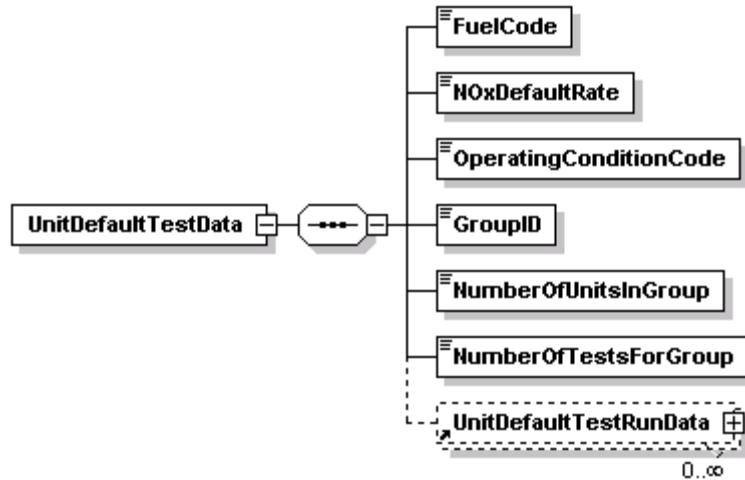 FuelCode
NOxDefaultRate
OperatingConditionCode
UnitDefaultTestData
GroupID
NumberOfUnitsInGroup
NumberOfTestsForGroup
UnitDefaultTestRunData
0..∞